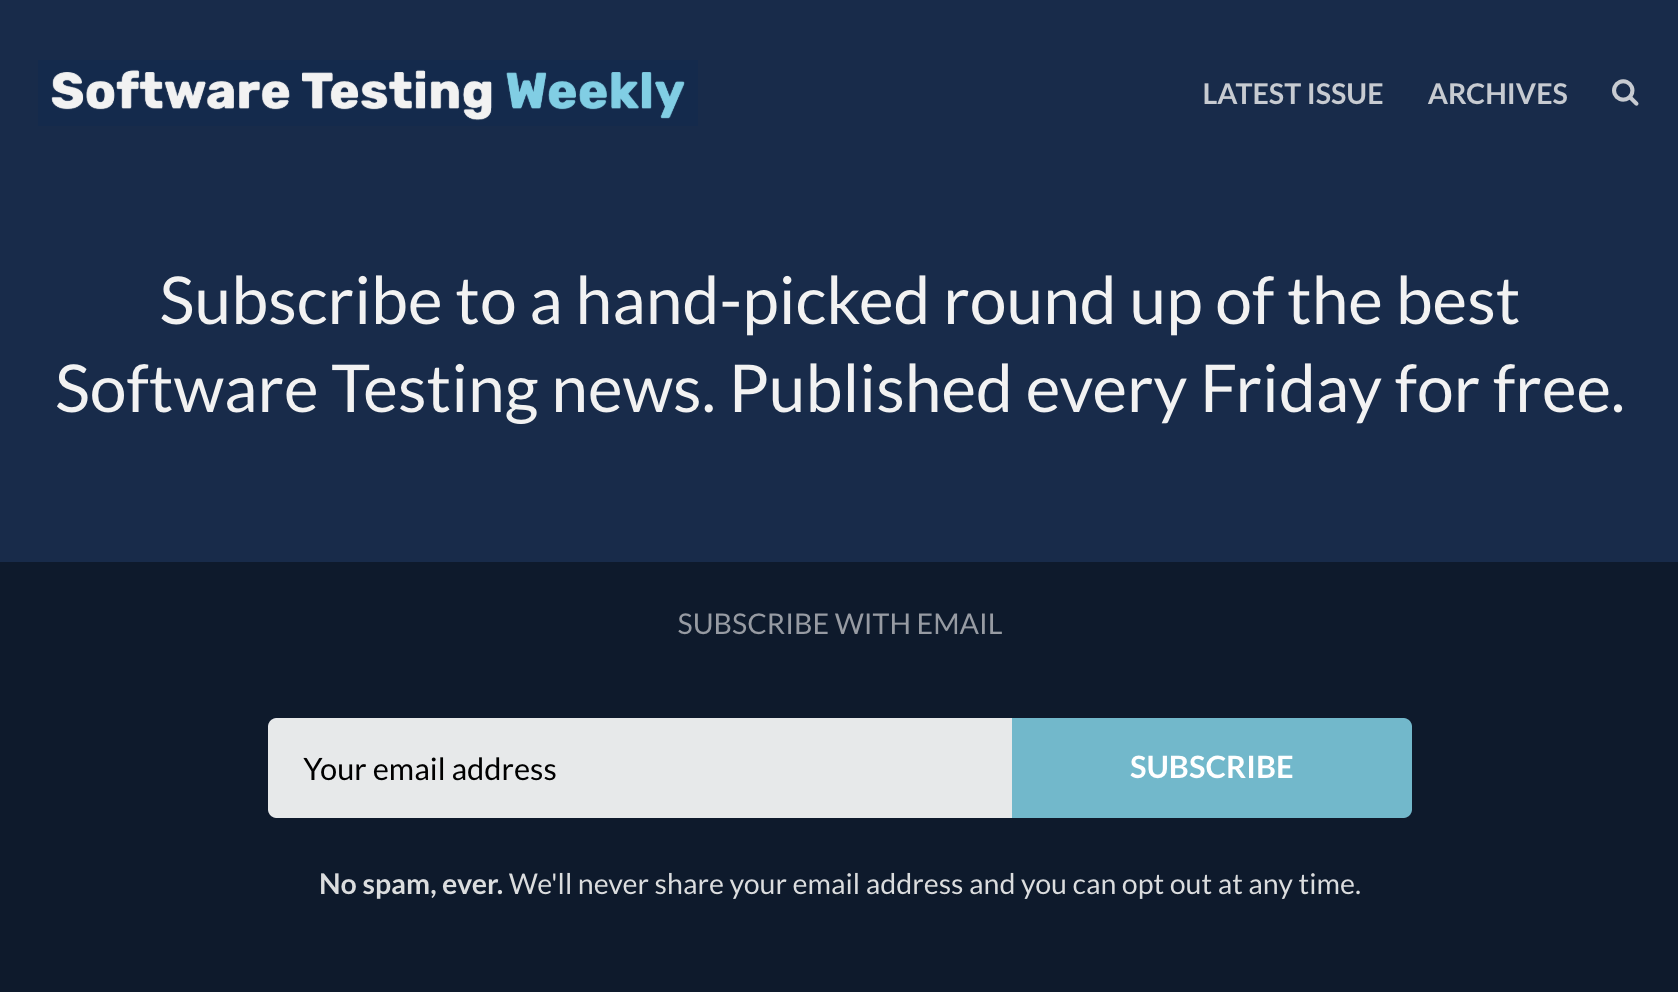 Software Testing Weekly
LATEST ISSUE
ARCHIVES
Subscribe to a hand-picked round up of the best
Software Testing news. Published every Friday for free.
SUBSCRIBE WITH EMAIL
Your email address
SUBSCRIBE
No spam, ever. We'll never share your email address and you can opt out at any time.